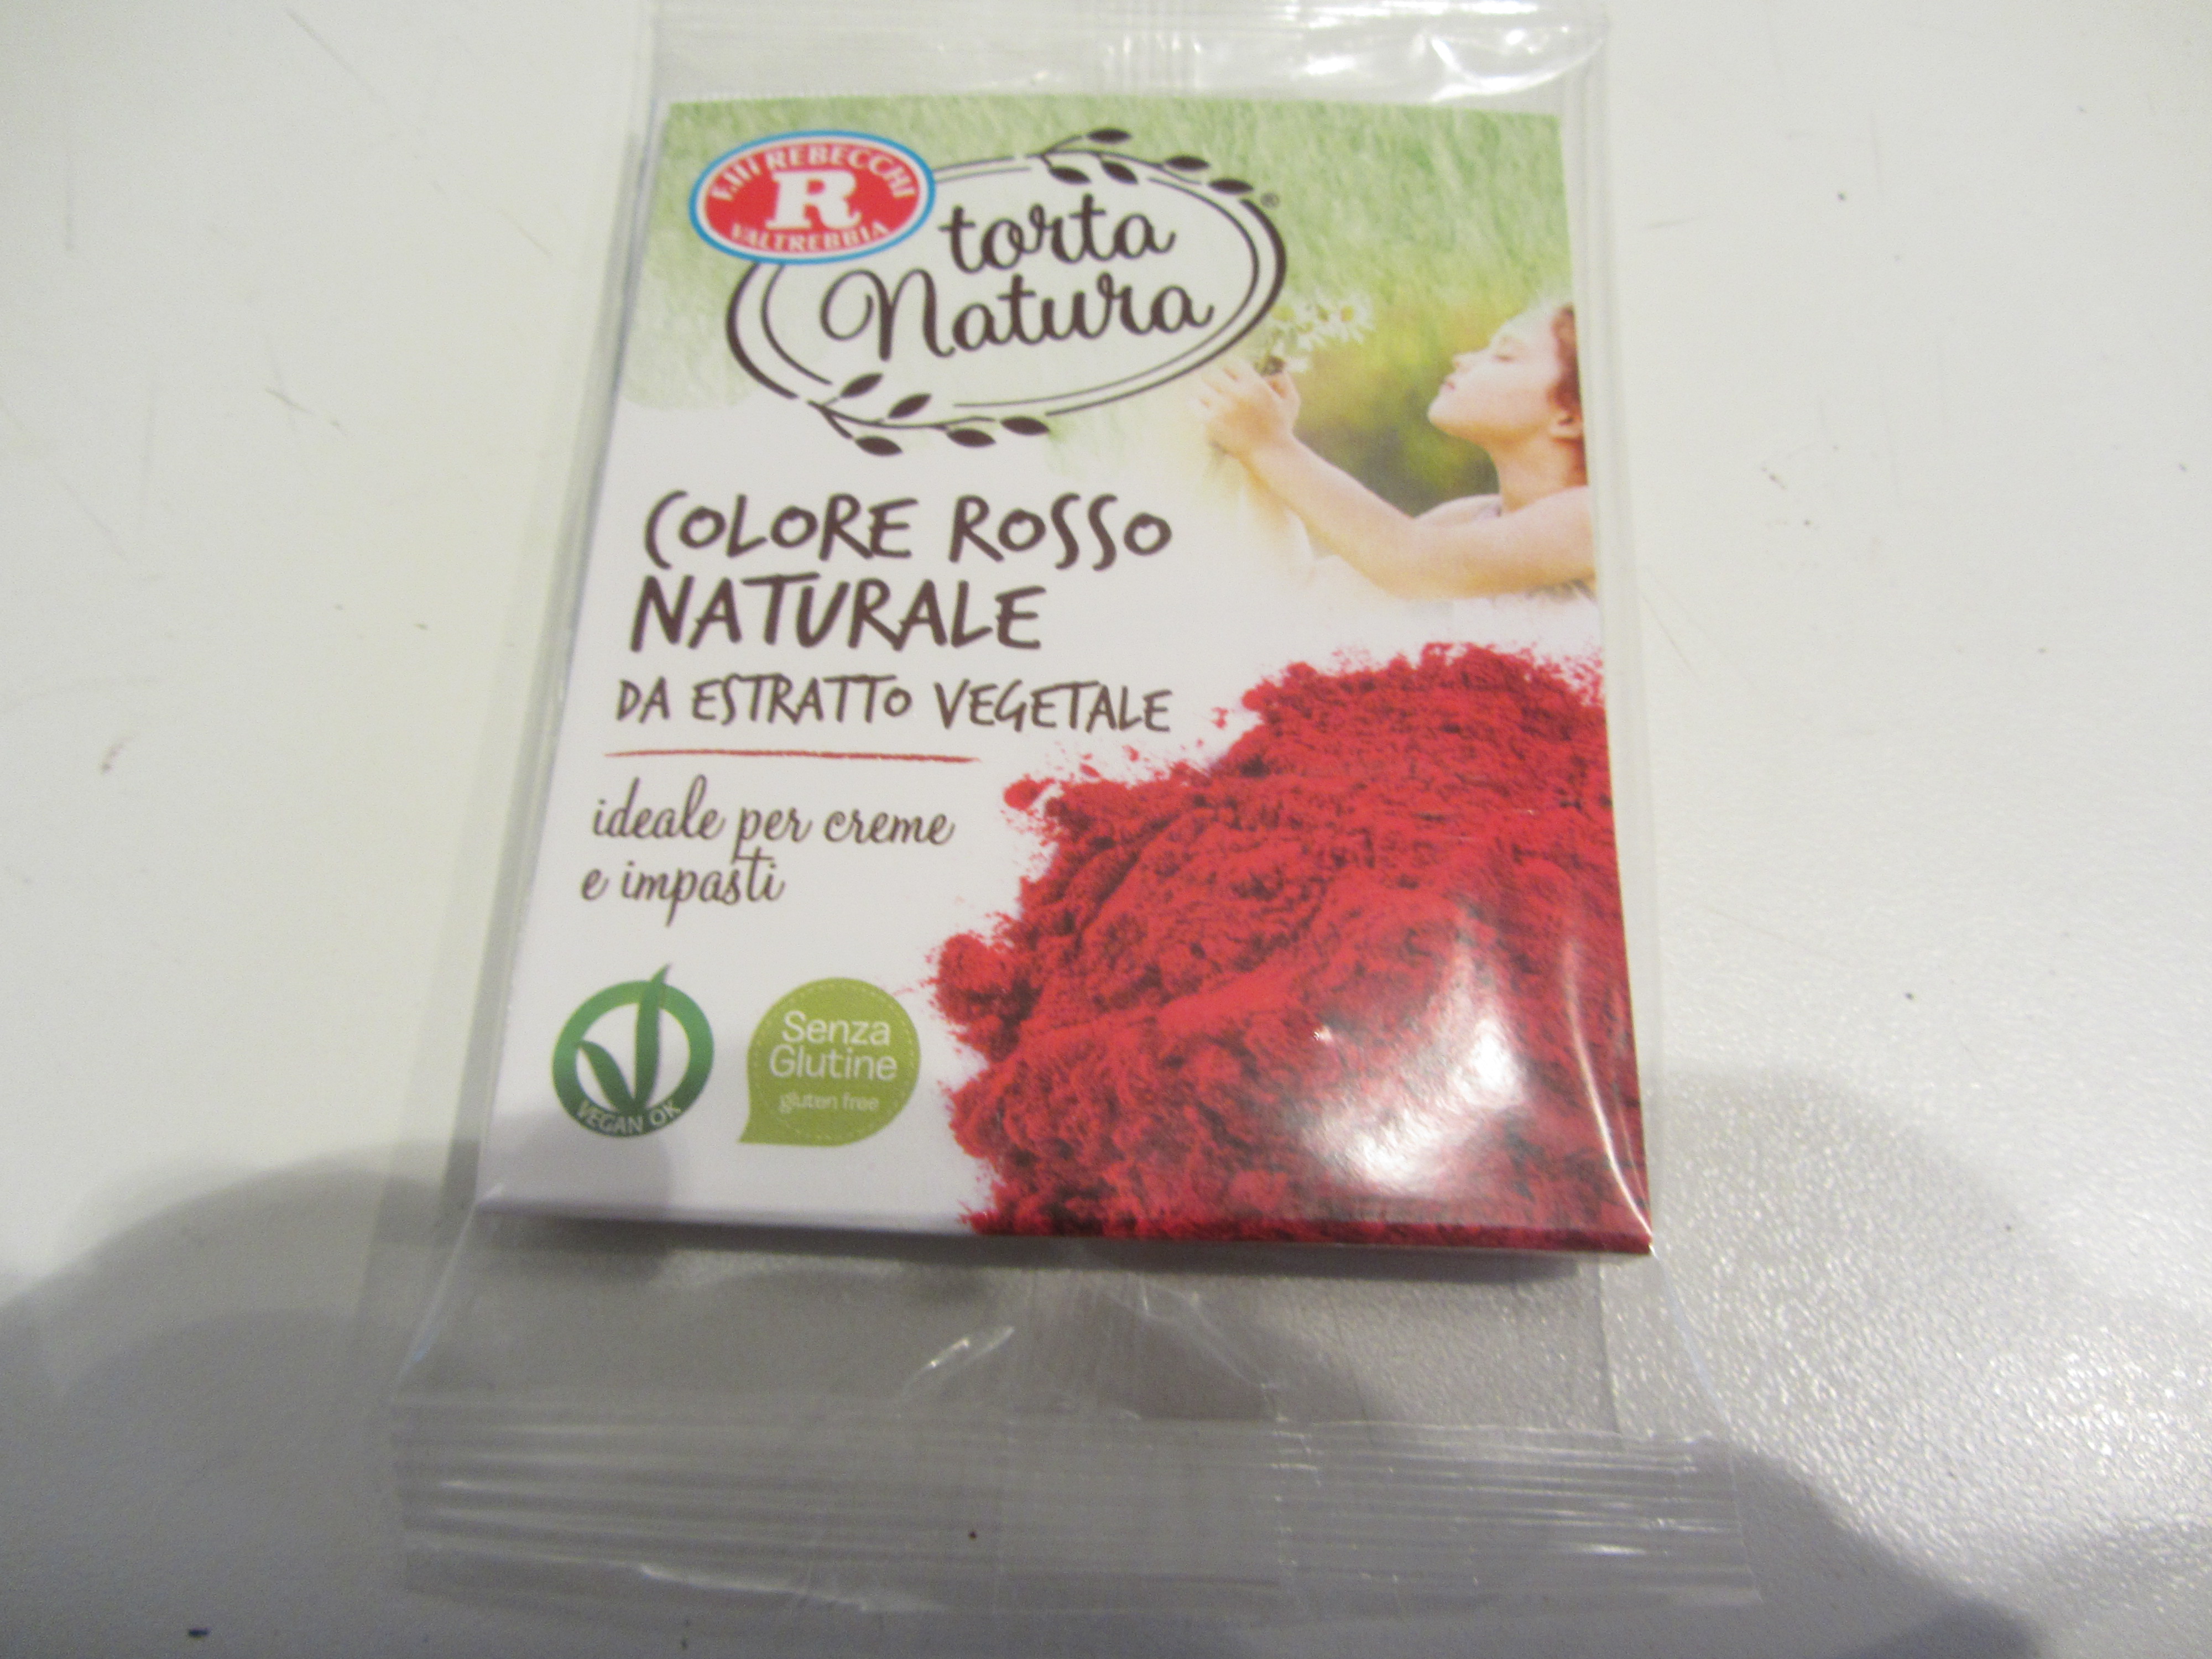 F.lli REBECCHI
R
VALTREBBIA
torta
Natura
®
COLORE ROSSO
NATURALE
DA ESTRATTO VEGETALE
ideale per creme
e impasti
VEGAN OK
Senza
Glutine
gluten free